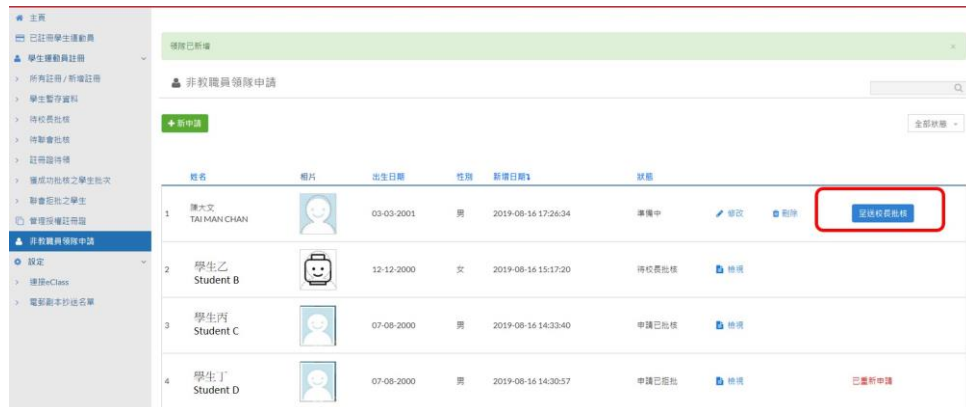 主頁
已註冊學生運動員
學生運動員註冊
所有註冊/新增註冊
學生暫存資料
待校長批核
待聯會批核
註冊證待領
獲成功批核之學生批次
聯會拒批之學生
管理授權註冊證
非教職員領隊申請
設定
連接eClass
電郵副本抄送名單
領隊已新增 ×
非教職員領隊申請
+新申請 全部狀態
姓名 相片 出生日期 性別 新增日期 狀態
1 陳大文 TAI MAN CHAN 03-03-2001 男 2019-08-16 17:26:34 準備中 修改 刪除 呈送校長批核
2 學生乙 Student B 12-12-2000 女 2019-08-16 15:17:20 待校長批核 檢視
3 學生丙 Student C 07-08-2000 男 2019-08-16 14:33:40 申請已批核 檢視
4 學生丁 Student D 07-08-2000 男 2019-08-16 14:30:57 申請已拒批 檢視 已重新申請